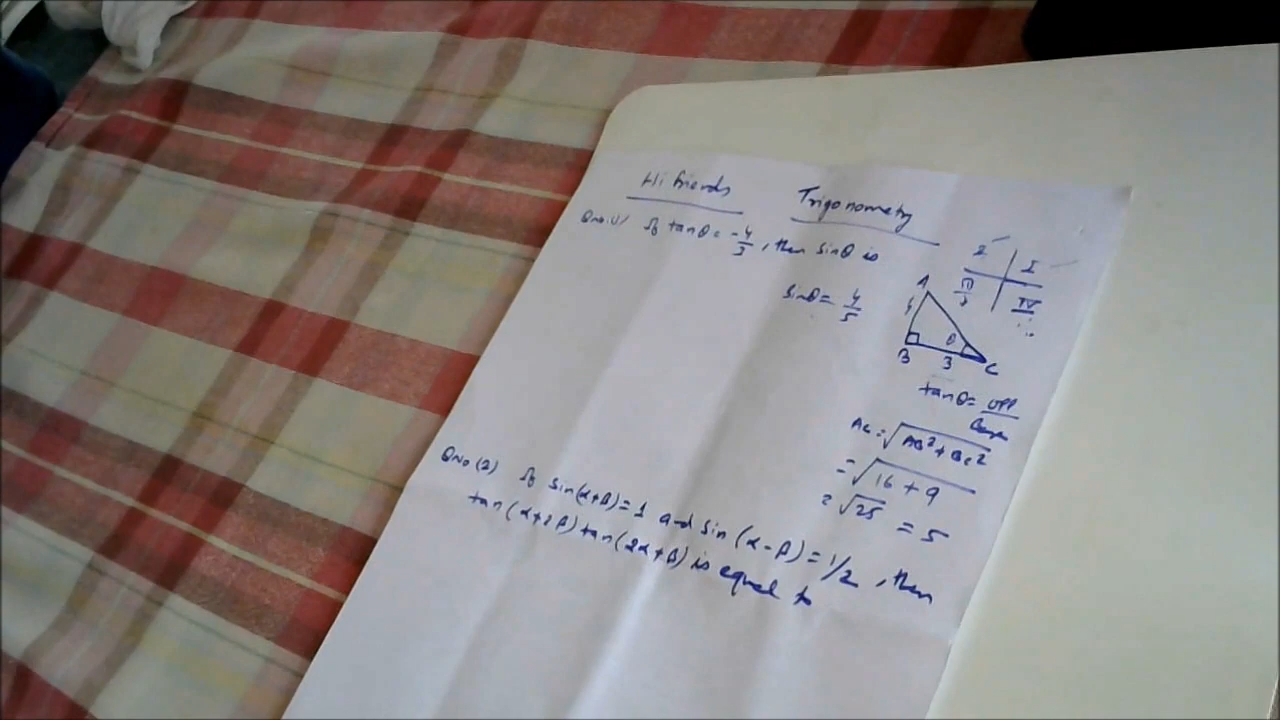 Hi friends
Trigonometry
Q No (1) If tanθ = -4/3, then sinθ is
sinθ = 4/5
2 I
III IV
A
4
θ
B 3 C
tanθ = opp
AC = √AB² + BC²
= √16 + 9
= √25 = 5
Q No (2) If sin(α+β) = 1 and sin(α-β) = 1/2, then
tan(α+2β) tan(2α+β) is equal to